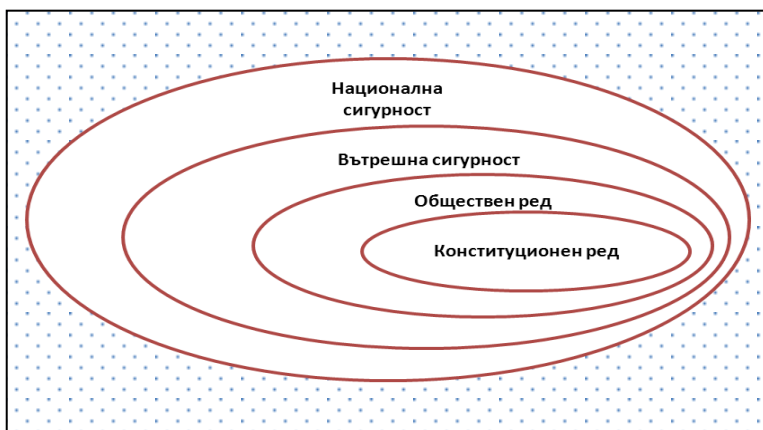 Национална
сигурност
Вътрешна сигурност
Обществен ред
Конституционен ред